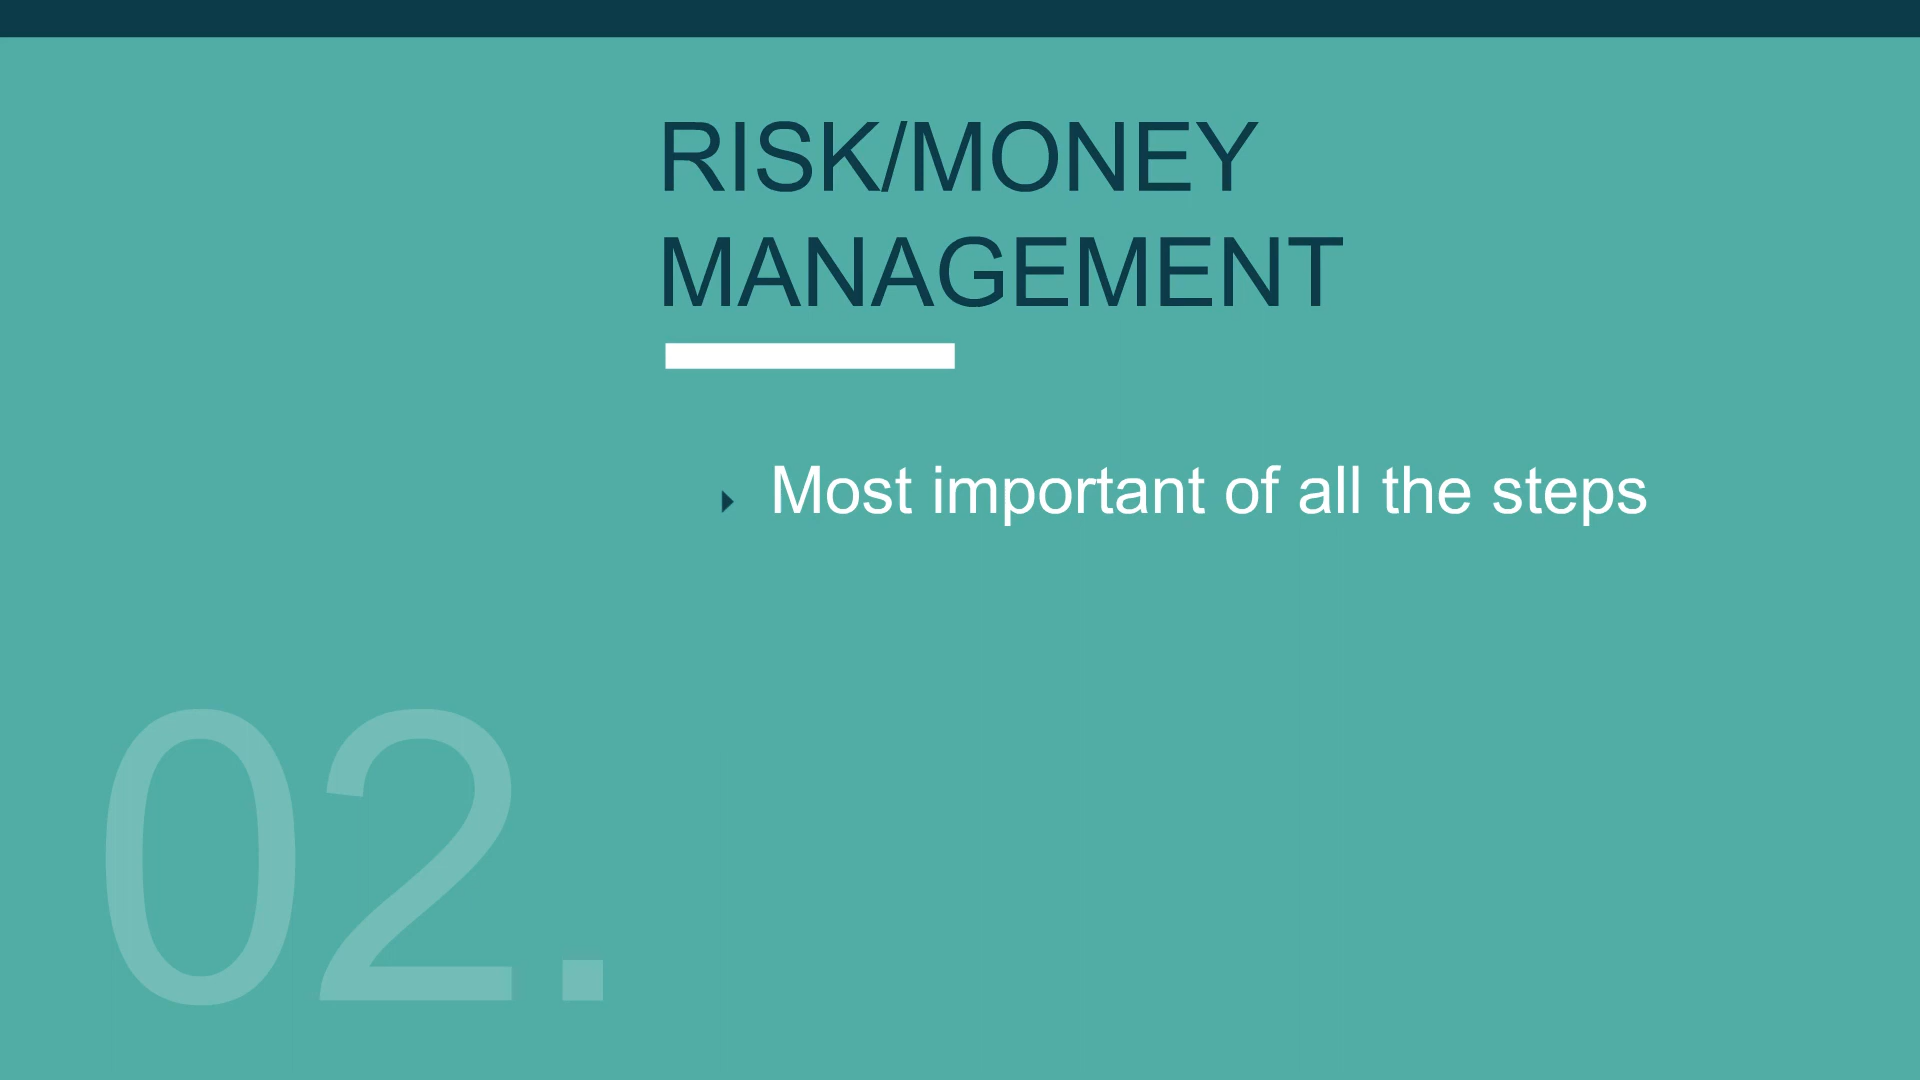 RISK/MONEY
MANAGEMENT
Most important of all the steps
02.